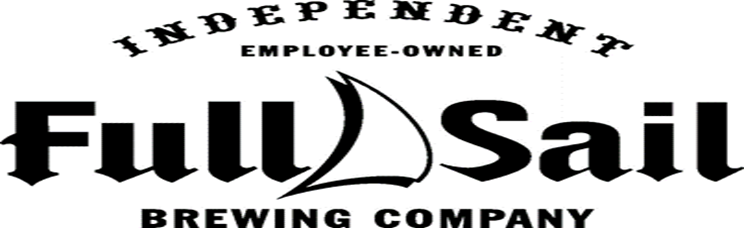 INDEPENDENT
EMPLOYEE-OWNED
Full Sail
BREWING COMPANY